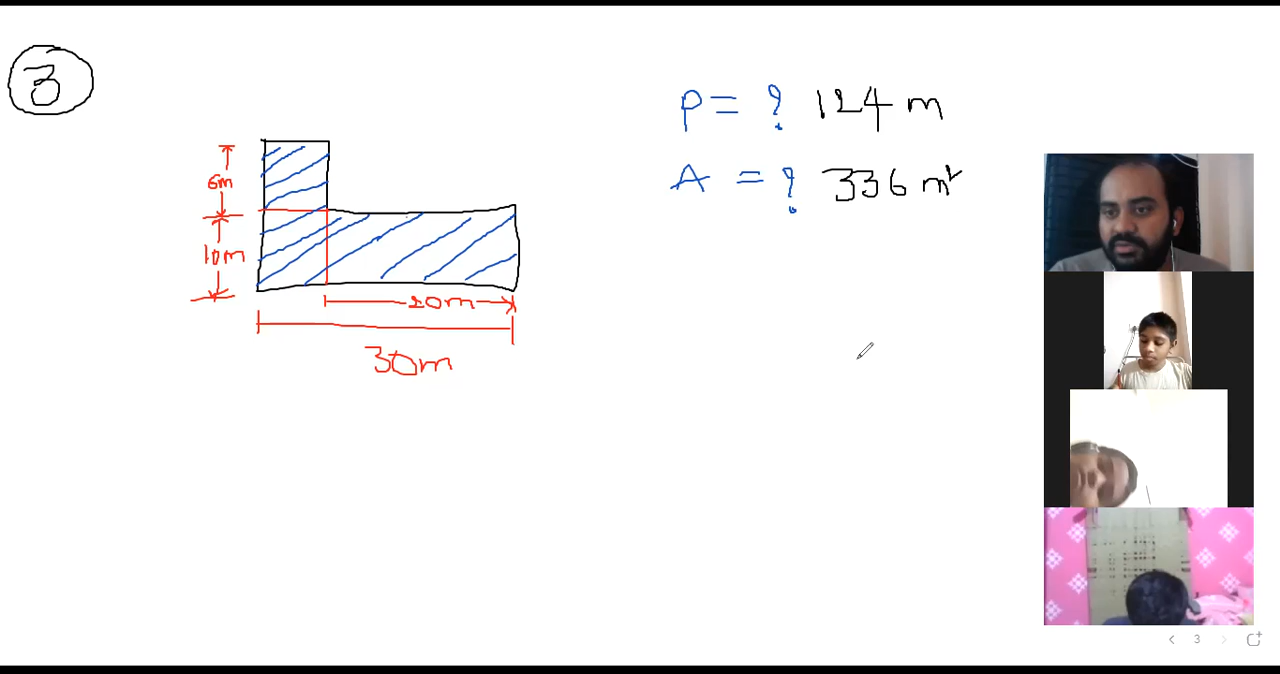 3
P = ? 124 m
A = ? 336 m²
6m
10m
20m
30m
3